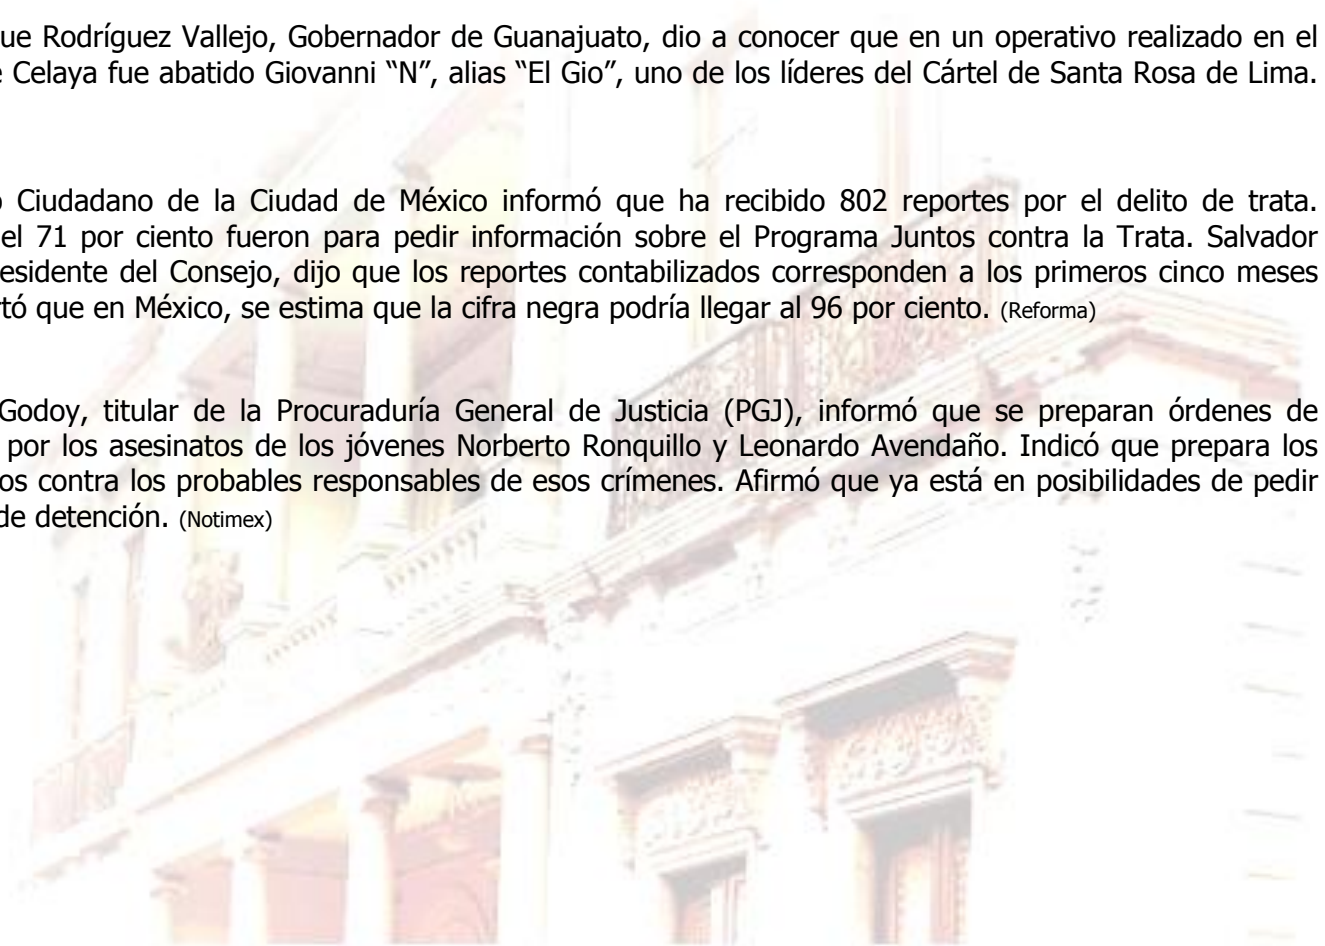 ue Rodríguez Vallejo, Gobernador de Guanajuato, dio a conocer que en un operativo realizado en el
e Celaya fue abatido Giovanni “N”, alias “El Gio”, uno de los líderes del Cártel de Santa Rosa de Lima.
o Ciudadano de la Ciudad de México informó que ha recibido 802 reportes por el delito de trata.
el 71 por ciento fueron para pedir información sobre el Programa Juntos contra la Trata. Salvador
esidente del Consejo, dijo que los reportes contabilizados corresponden a los primeros cinco meses
tó que en México, se estima que la cifra negra podría llegar al 96 por ciento. (Reforma)
Godoy, titular de la Procuraduría General de Justicia (PGJ), informó que se preparan órdenes de
por los asesinatos de los jóvenes Norberto Ronquillo y Leonardo Avendaño. Indicó que prepara los
os contra los probables responsables de esos crímenes. Afirmó que ya está en posibilidades de pedir
de detención. (Notimex)